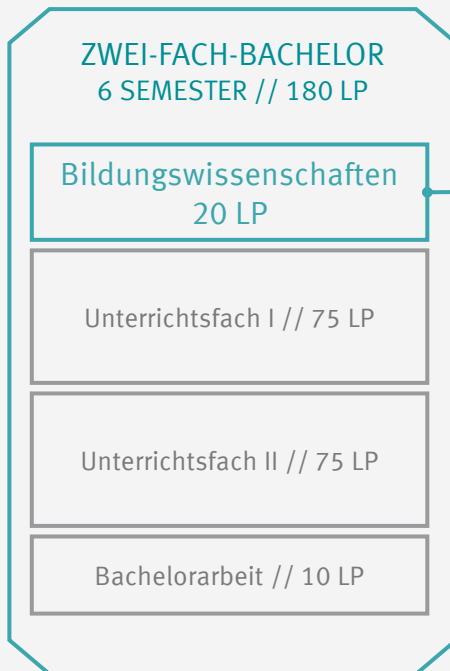 ZWEI-FACH-BACHELOR
6 SEMESTER // 180 LP
Bildungswissenschaften
20 LP
Unterrichtsfach I // 75 LP
Unterrichtsfach II // 75 LP
Bachelorarbeit // 10 LP